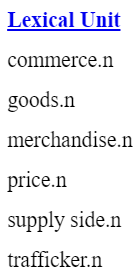 Lexical Unit
commerce.n
goods.n
merchandise.n
price.n
supply side.n
trafficker.n